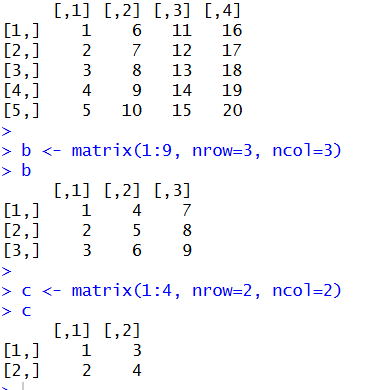 [,1] [,2] [,3] [,4]
[1,]    1    6   11   16
[2,]    2    7   12   17
[3,]    3    8   13   18
[4,]    4    9   14   19
[5,]    5   10   15   20
>
> b <- matrix(1:9, nrow=3, ncol=3)
> b
     [,1] [,2] [,3]
[1,]    1    4    7
[2,]    2    5    8
[3,]    3    6    9
>
> c <- matrix(1:4, nrow=2, ncol=2)
> c
     [,1] [,2]
[1,]    1    3
[2,]    2    4
>